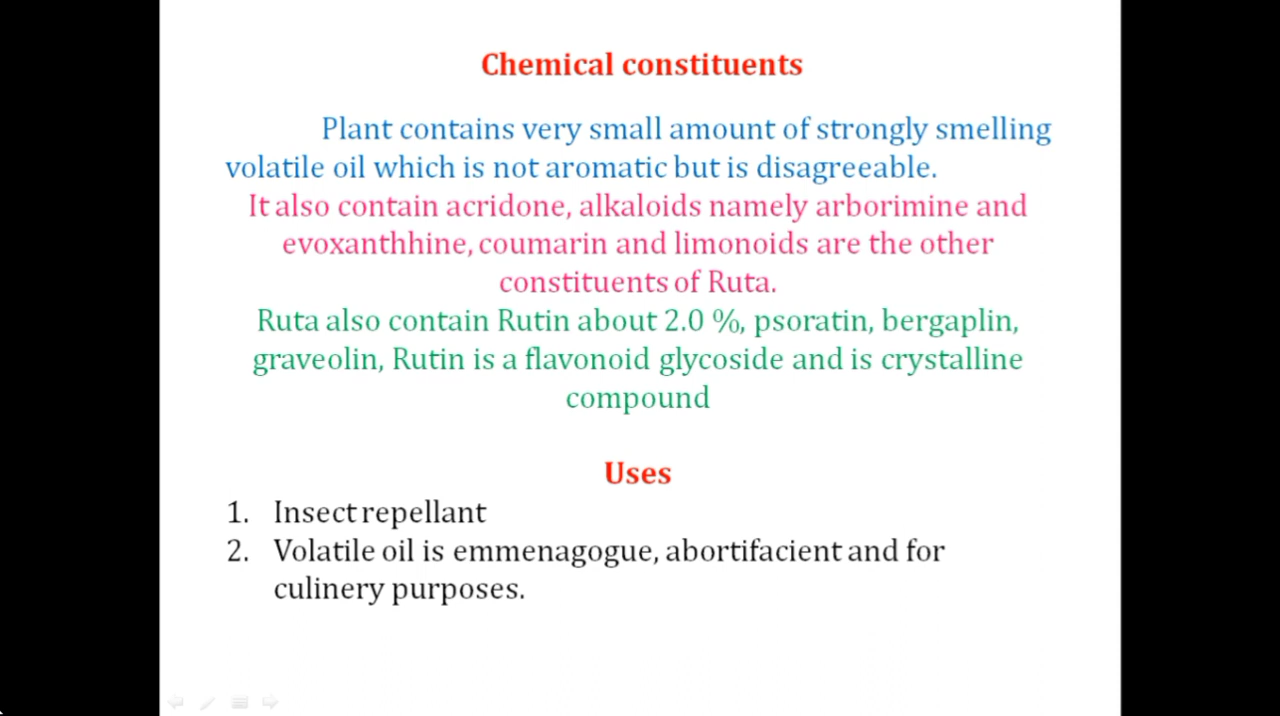 Chemical constituents
Plant contains very small amount of strongly smelling
volatile oil which is not aromatic but is disagreeable.
It also contain acridone, alkaloids namely arborimine and
evoxanthhine, coumarin and limonoids are the other
constituents of Ruta.
Ruta also contain Rutin about 2.0 %, psoratin, bergaplin,
graveolin, Rutin is a flavonoid glycoside and is crystalline
compound
Uses
1. Insect repellant
2. Volatile oil is emmenagogue, abortifacient and for
culinery purposes.